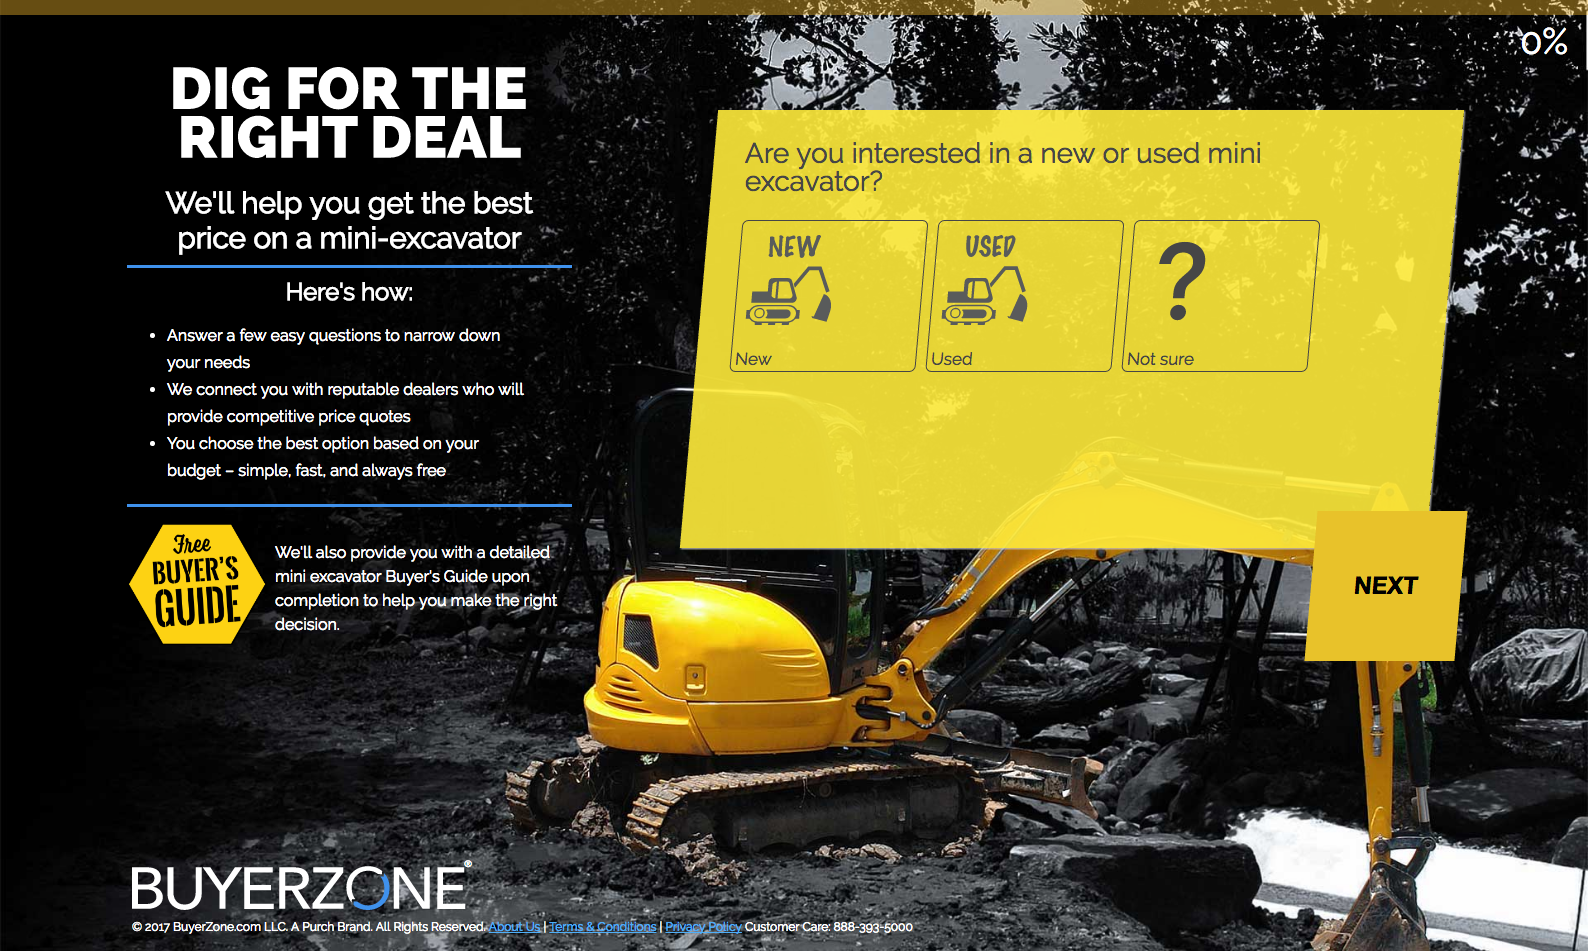 0%
DIG FOR THE
RIGHT DEAL
We'll help you get the best
price on a mini-excavator
Here's how:
• Answer a few easy questions to narrow down
your needs
• We connect you with reputable dealers who will
provide competitive price quotes
• You choose the best option based on your
budget – simple, fast, and always free
Free
BUYER'S
GUIDE
We'll also provide you with a detailed
mini excavator Buyer's Guide upon
completion to help you make the right
decision.
Are you interested in a new or used mini
excavator?
NEW
New
USED
Used
?
Not sure
NEXT
BUYERZONE®
© 2017 BuyerZone.com LLC. A Purch Brand. All Rights Reserved. About Us | Terms & Conditions | Privacy Policy Customer Care: 888-393-5000